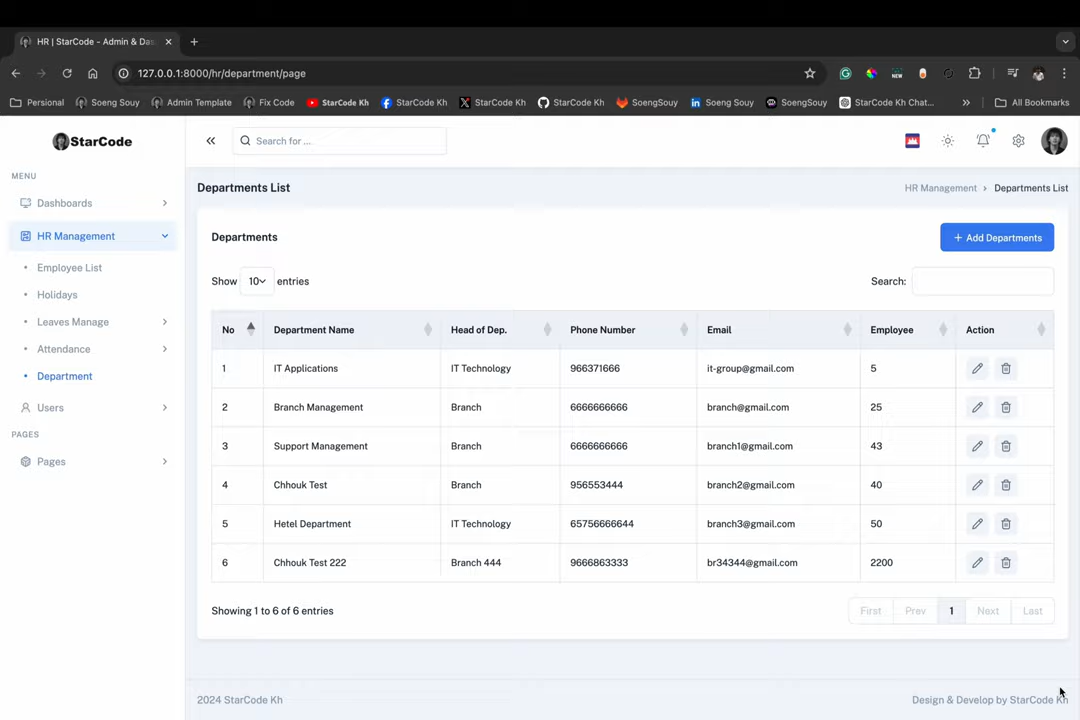 HR | StarCode - Admin & Das
127.0.0.1:8000/hr/department/page
Personal Soeng Souy Admin Template Fix Code StarCode Kh StarCode Kh StarCode Kh StarCode Kh SoengSouy Soeng Souy SoengSouy StarCode Kh Chat... » All Bookmarks
StarCode
Search for ...
MENU
Dashboards
HR Management
Employee List
Holidays
Leaves Manage
Attendance
Department
Users
PAGES
Pages
Departments List
HR Management > Departments List
Departments
+ Add Departments
Show 10 entries
Search:
No Department Name Head of Dep. Phone Number Email Employee Action
1 IT Applications IT Technology 966371666 it-group@gmail.com 5
2 Branch Management Branch 6666666666 branch@gmail.com 25
3 Support Management Branch 6666666666 branch1@gmail.com 43
4 Chhouk Test Branch 956553444 branch2@gmail.com 40
5 Hetel Department IT Technology 65756666644 branch3@gmail.com 50
6 Chhouk Test 222 Branch 444 9666863333 br34344@gmail.com 2200
Showing 1 to 6 of 6 entries
First Prev 1 Next Last
2024 StarCode Kh
Design & Develop by StarCode Kh